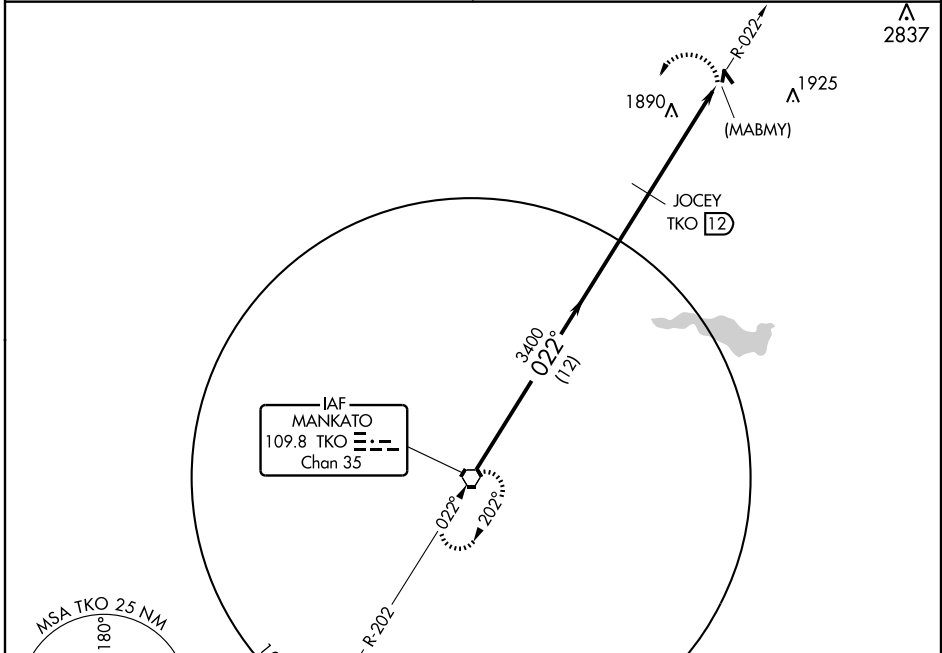 R-022
2837
1925
1890
(MABMY)
JOCEY
TKO 12
3400
022°
(12)
IAF
MANKATO
109.8 TKO
Chan 35
022°
202°
R-202
MSA TKO 25 NM
180°